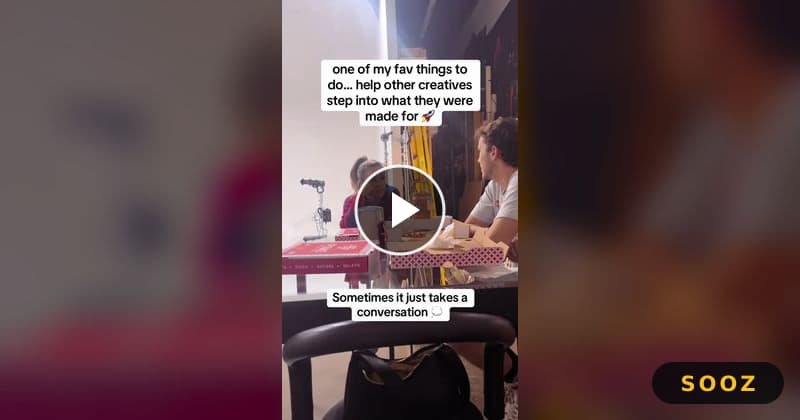 one of my fav things to
do... help other creatives
step into what they were
made for 🚀
Sometimes it just takes a
conversation 💭
SOOZ